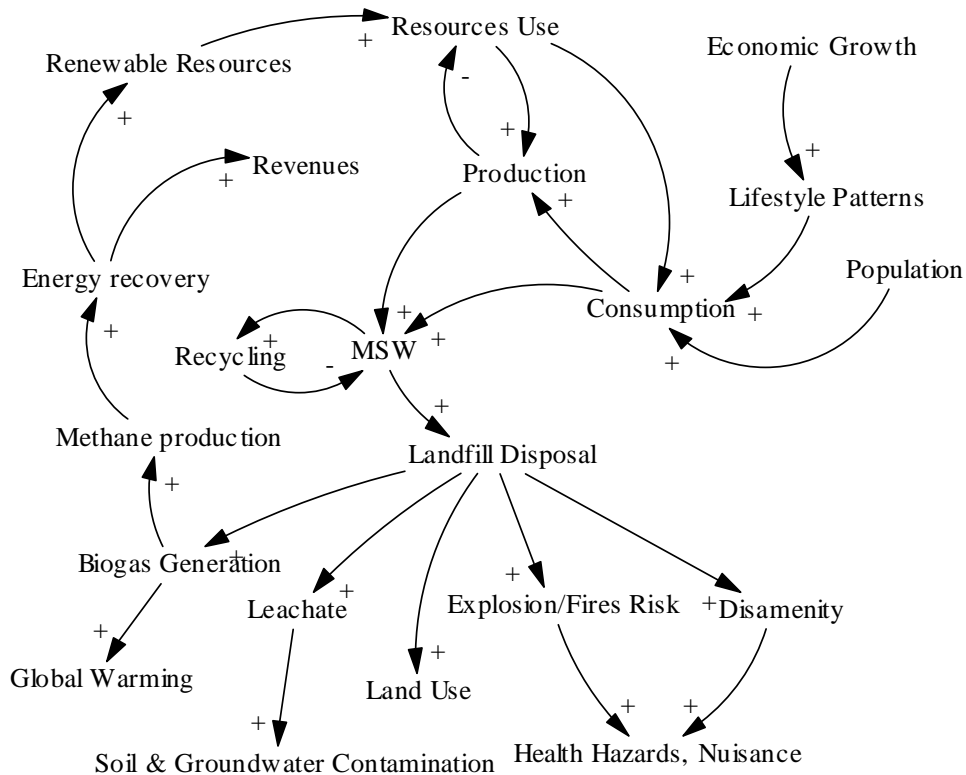 Resources Use
Economic Growth
Renewable Resources
+
+
-
+
+
Revenues
+
Production
+
+
Lifestyle Patterns
Energy recovery
Population
+
Consumption
+
+
+
+
+
+
Recycling
-
MSW
+
+
Methane production
Landfill Disposal
+
Biogas Generation
+
+
Leachate
+
Explosion/Fires Risk
+
Disamenity
+
Global Warming
+
Land Use
+
+
+
Soil & Groundwater Contamination
Health Hazards, Nuisance